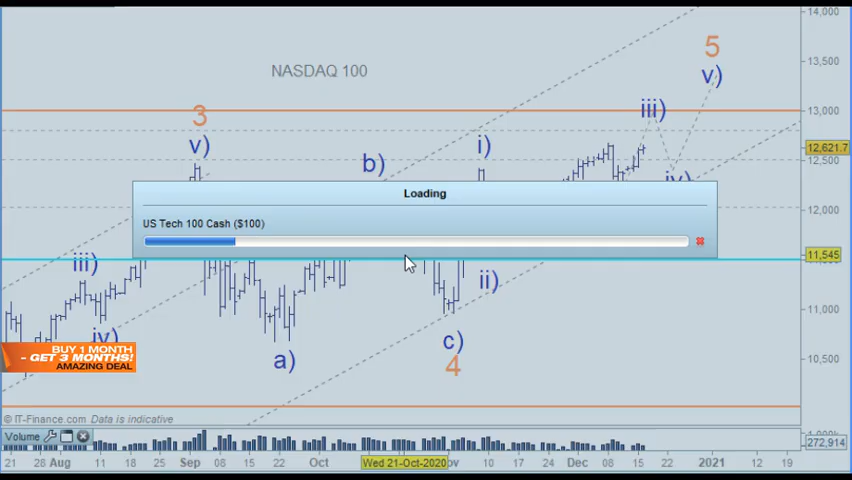 14,000
NASDAQ 100
5
v)
13,500
iii)
13,000
3
v)
i)
12,621.7
b)
12,500
iv)
Loading
12,000
US Tech 100 Cash ($100)
11,545
iii)
ii)
11,000
iv)
c)
BUY 1 MONTH
- GET 3 MONTHS!
AMAZING DEAL
a)
4
10,500
© IT-Finance.com Data is indicative
Volume
272,914
21 28 Aug 11 18 25 Sep 08 15 22 Oct Wed 21-Oct-2020 ov 10 17 24 Dec 08 15 22 2021 12 19